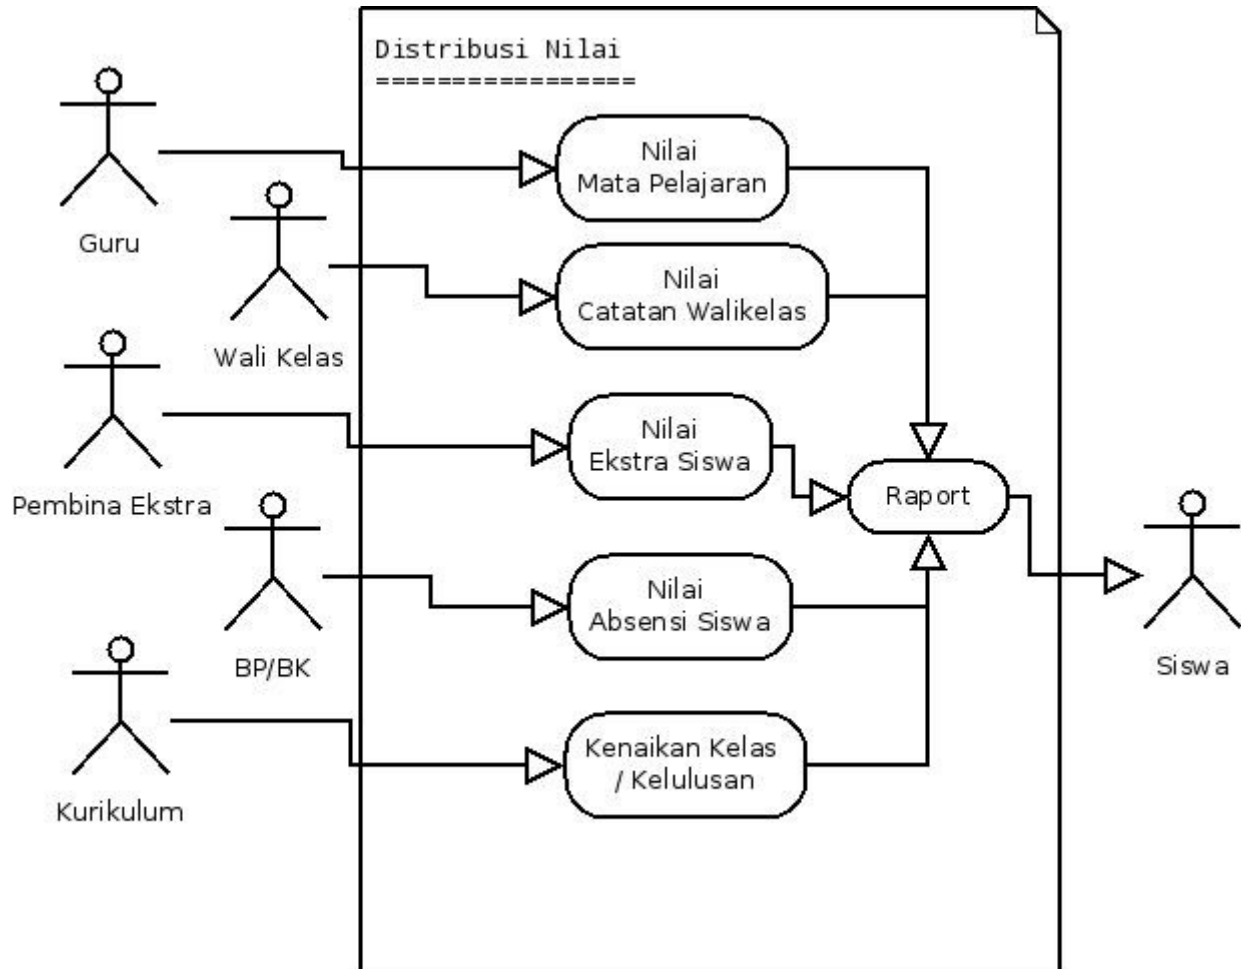 Distribusi Nilai
=================
Guru
Nilai
Mata Pelajaran
Wali Kelas
Nilai
Catatan Walikelas
Pembina Ekstra
Nilai
Ekstra Siswa
Raport
BP/BK
Nilai
Absensi Siswa
Siswa
Kurikulum
Kenaikan Kelas
/ Kelulusan